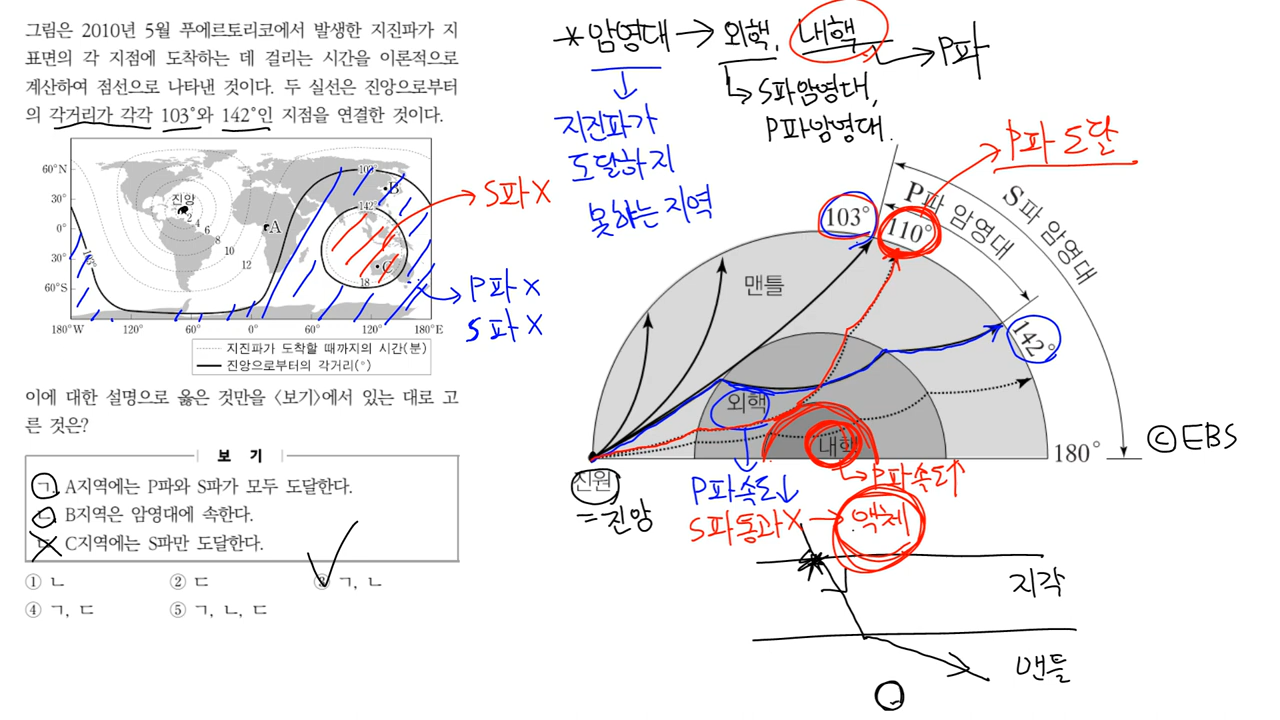 그림은 2010년 5월 푸에르토리코에서 발생한 지진파가 지
표면의 각 지점에 도착하는 데 걸리는 시간을 이론적으로
계산하여 점선으로 나타낸 것이다. 두 실선은 진앙으로부터
의 각거리가 각각 103°와 142°인 지점을 연결한 것이다.
60°N
30°
0°
30°
60°S
180°W 120° 60° 0° 60° 120° 180°E
진앙
2 4 6 8 10 12
18
103°
142°
103°
A
B
C
지진파가 도착할 때까지의 시간(분)
진앙으로부터의 각거리(°)
S파 X
P파 X
S파 X
이에 대한 설명으로 옳은 것만을 〈보기〉에서 있는 대로 고
른 것은?
보 기
ㄱ. A지역에는 P파와 S파가 모두 도달한다.
ㄴ. B지역은 암영대에 속한다.
ㄷ. C지역에는 S파만 도달한다.
① ㄴ ② ㄷ ③ ㄱ, ㄴ
④ ㄱ, ㄷ ⑤ ㄱ, ㄴ, ㄷ
*암영대 → 외핵, 내핵
→ P파
↳ S파암영대,
P파암영대.
지진파가
도달하지
못하는 지역
P파 도달
103°
110°
P파 암영대
S파 암영대
142°
180°
맨틀
외핵
내핵
진원
=진앙
P파속도↓
S파통과X → 액체
↳ P파속도↑
ⓒEBS
지각
맨틀